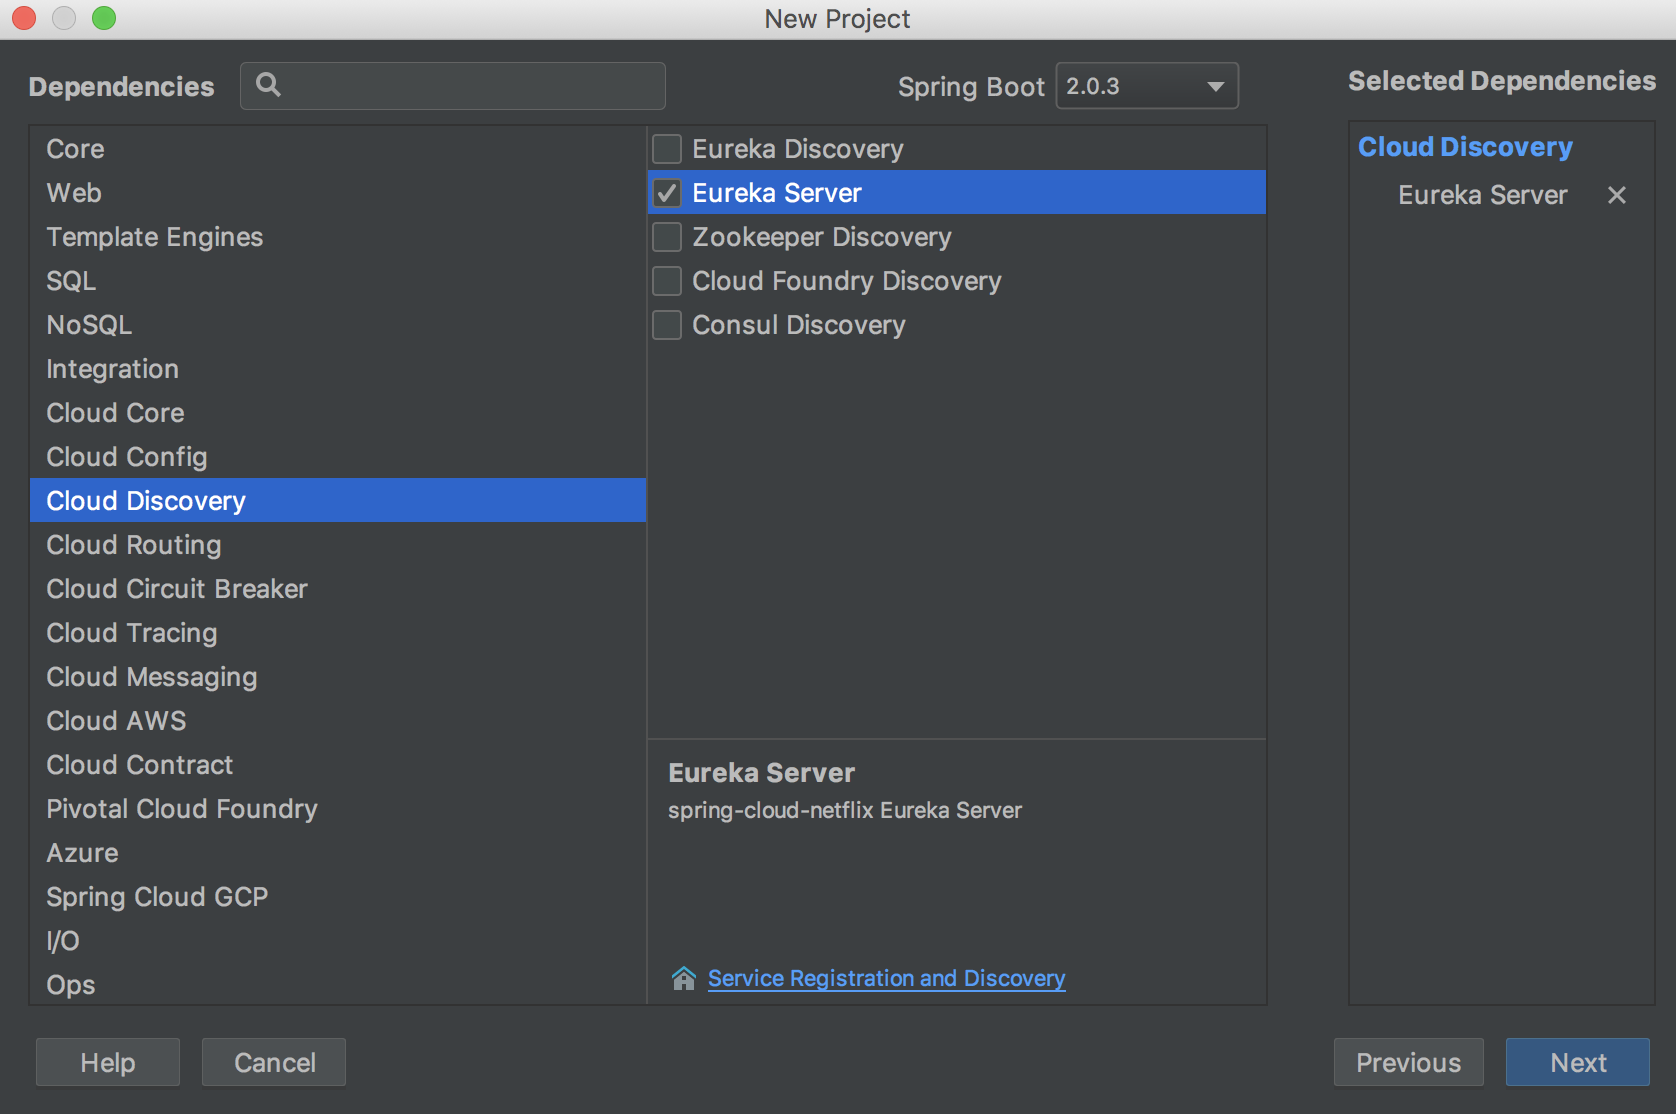 New Project
Dependencies
Spring Boot 2.0.3
Selected Dependencies
Core
Web
Template Engines
SQL
NoSQL
Integration
Cloud Core
Cloud Config
Cloud Discovery
Cloud Routing
Cloud Circuit Breaker
Cloud Tracing
Cloud Messaging
Cloud AWS
Cloud Contract
Pivotal Cloud Foundry
Azure
Spring Cloud GCP
I/O
Ops
Eureka Discovery
Eureka Server
Zookeeper Discovery
Cloud Foundry Discovery
Consul Discovery
Eureka Server
spring-cloud-netflix Eureka Server
Service Registration and Discovery
Cloud Discovery
Eureka Server
Help
Cancel
Previous
Next